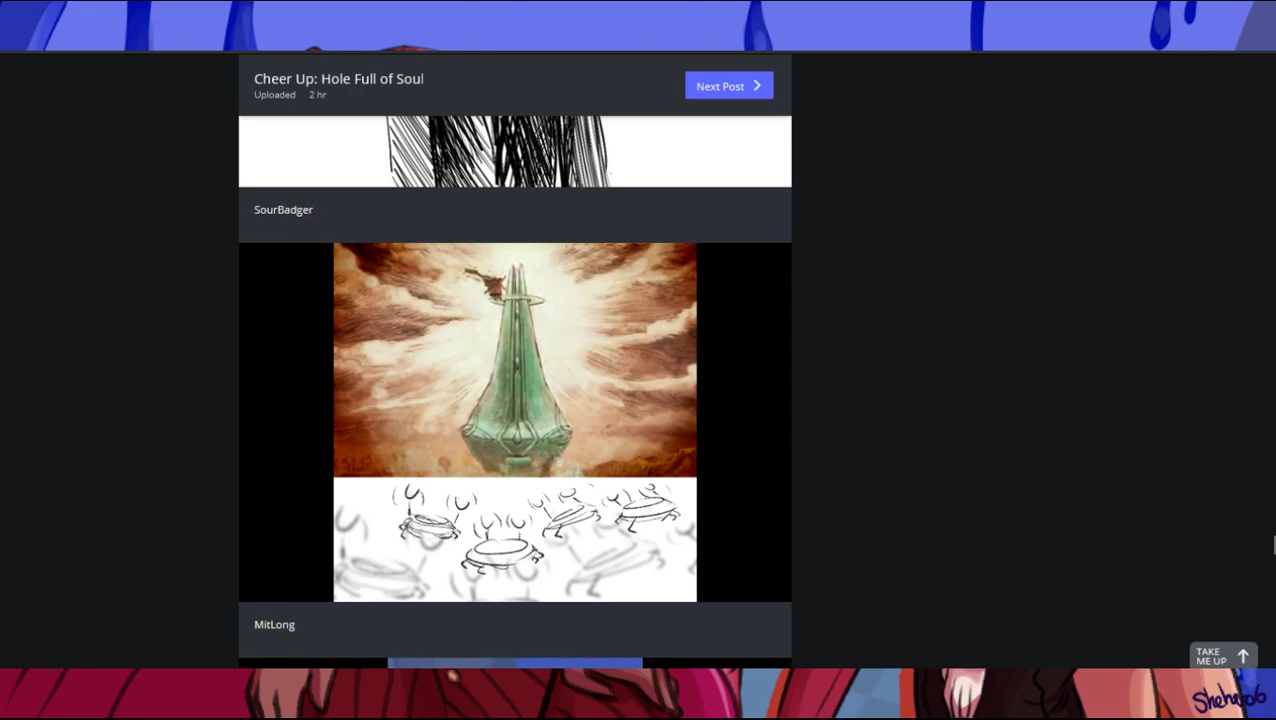 Cheer Up: Hole Full of Soul
Uploaded 2 hr
Next Post
SourBadger
MitLong
TAKE
ME UP